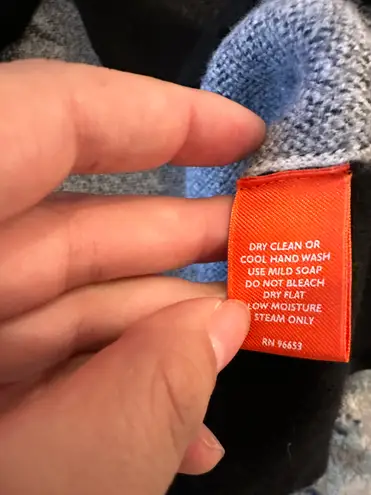 DRY CLEAN OR
COOL HAND WASH
USE MILD SOAP
DO NOT BLEACH
DRY FLAT
LOW MOISTURE
STEAM ONLY
RN 96653